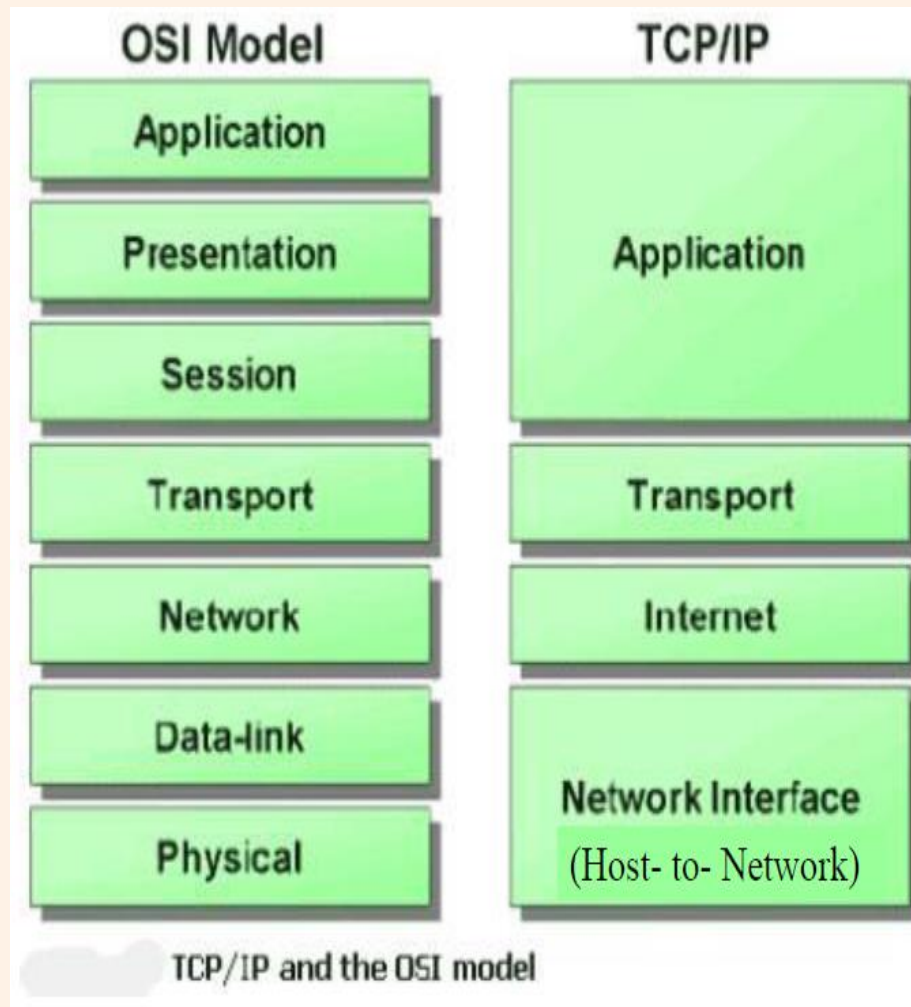 OSI Model
Application
Presentation
Session
Transport
Network
Data-link
Physical
TCP/IP
Application
Transport
Internet
Network Interface
(Host- to- Network)
TCP/IP and the OSI model